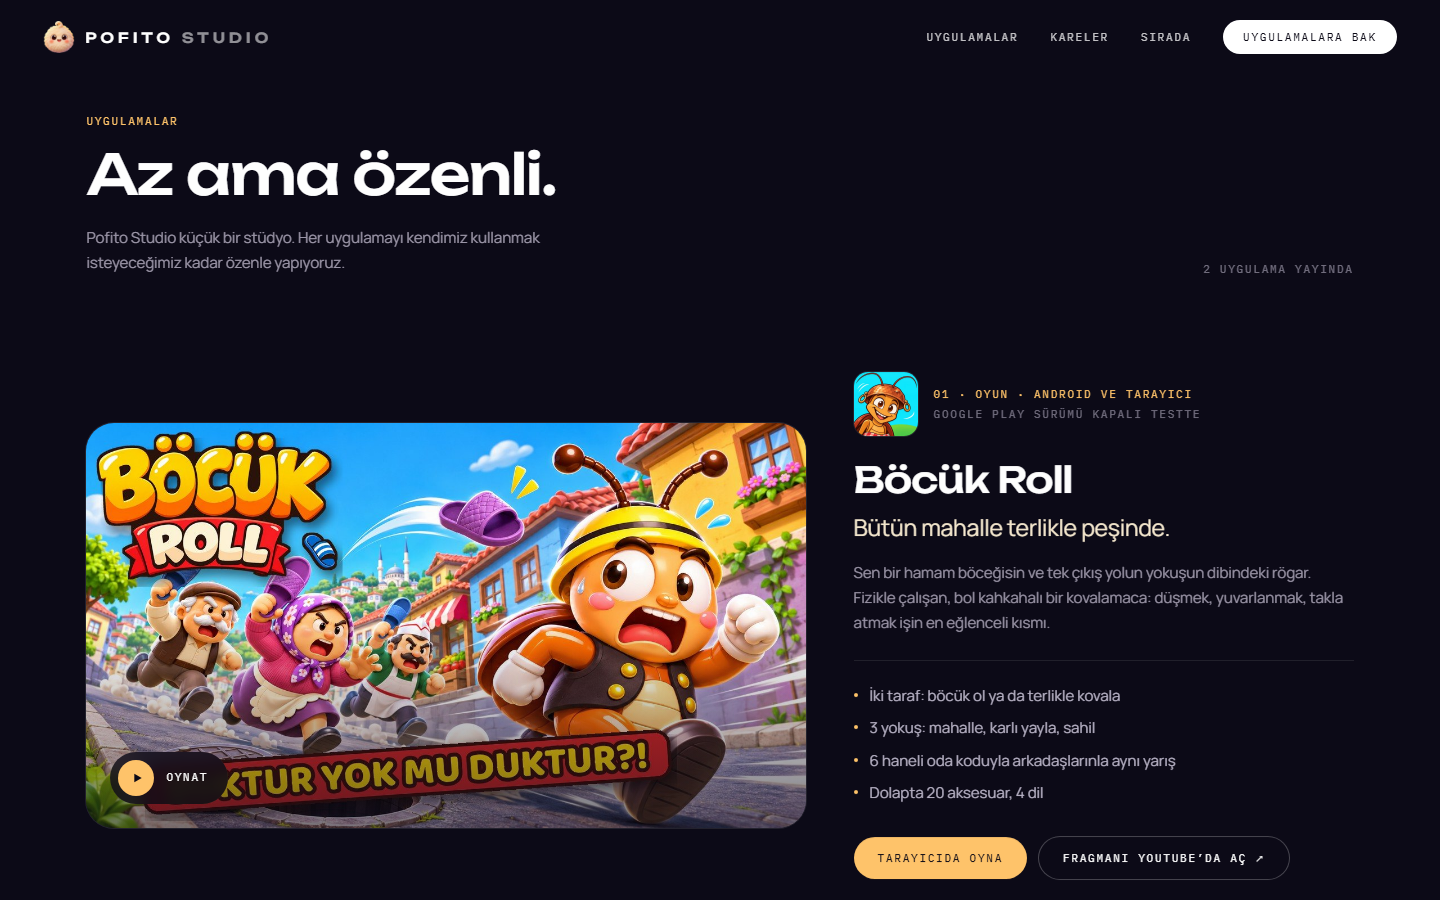 POFITO STUDIO
UYGULAMALAR
KARELER
SIRADA
UYGULAMALARA BAK
UYGULAMALAR
Az ama özenli.
Pofito Studio küçük bir stüdyo. Her uygulamayı kendimiz kullanmak
isteyeceğimiz kadar özenle yapıyoruz.
2 UYGULAMA YAYINDA
BÖCÜK
ROLL
YOK MU DUKTUR?!
OYNAT
01 · OYUN · ANDROID VE TARAYICI
GOOGLE PLAY SÜRÜMÜ KAPALI TESTTE
Böcük Roll
Bütün mahalle terlikle peşinde.
Sen bir hamam böceğisin ve tek çıkış yolun yokuşun dibindeki rögar.
Fizikle çalışan, bol kahkahalı bir kovalamaca: düşmek, yuvarlanmak, takla
atmak işin en eğlenceli kısmı.
• İki taraf: böcük ol ya da terlikle kovala
• 3 yokuş: mahalle, karlı yayla, sahil
• 6 haneli oda koduyla arkadaşlarınla aynı yarış
• Dolapta 20 aksesuar, 4 dil
TARAYICIDA OYNA
FRAGMANI YOUTUBE’DA AÇ ↗